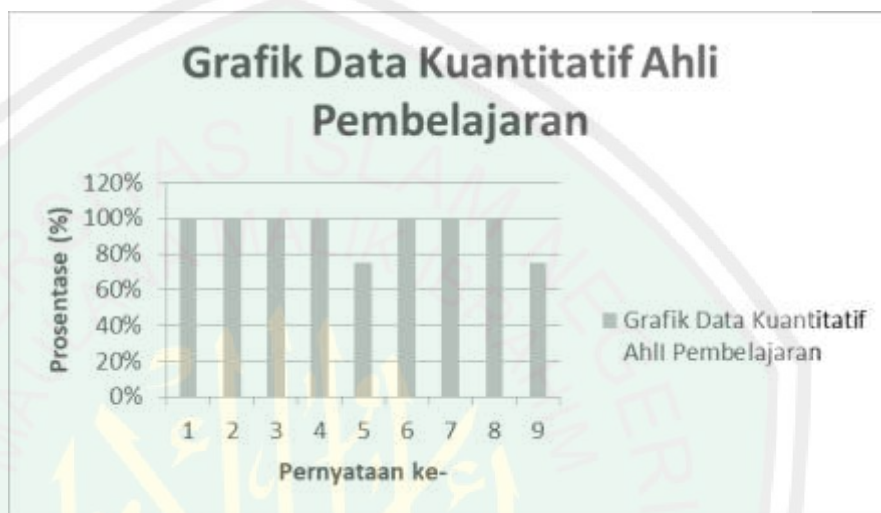 Grafik Data Kuantitatif Ahli
Pembelajaran
120%
100%
80%
60%
40%
20%
0%
Prosentase (%)
1 2 3 4 5 6 7 8 9
Pernyataan ke-
Grafik Data Kuantitatif
Ahli Pembelajaran